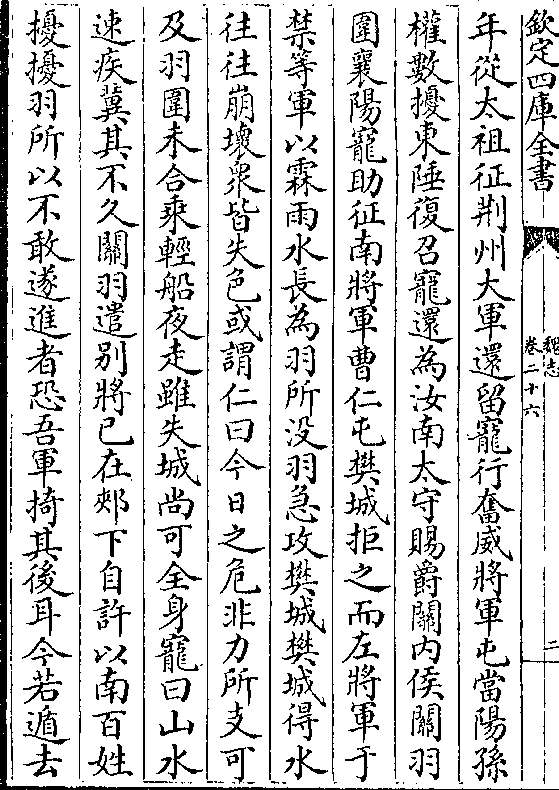 欽定四庫全書
魏志
卷二十六
二
年從太祖征荆州大軍還留寵行奮威將軍屯當陽孫
權數擾東陲復召寵還為汝南太守賜爵關内侯關羽
圍襄陽寵助征南將軍曹仁屯樊城拒之而左將軍于
禁等軍以霖雨水長為羽所没羽急攻樊城樊城得水
往往崩壞衆皆失色或謂仁曰今日之危非力所支可
及羽圍未合乘輕船夜走雖失城尚可全身寵曰山水
速疾冀其不久關羽遣别將已在郟下自許以南百姓
擾擾羽所以不敢遂進者恐吾軍掎其後耳今若遁去